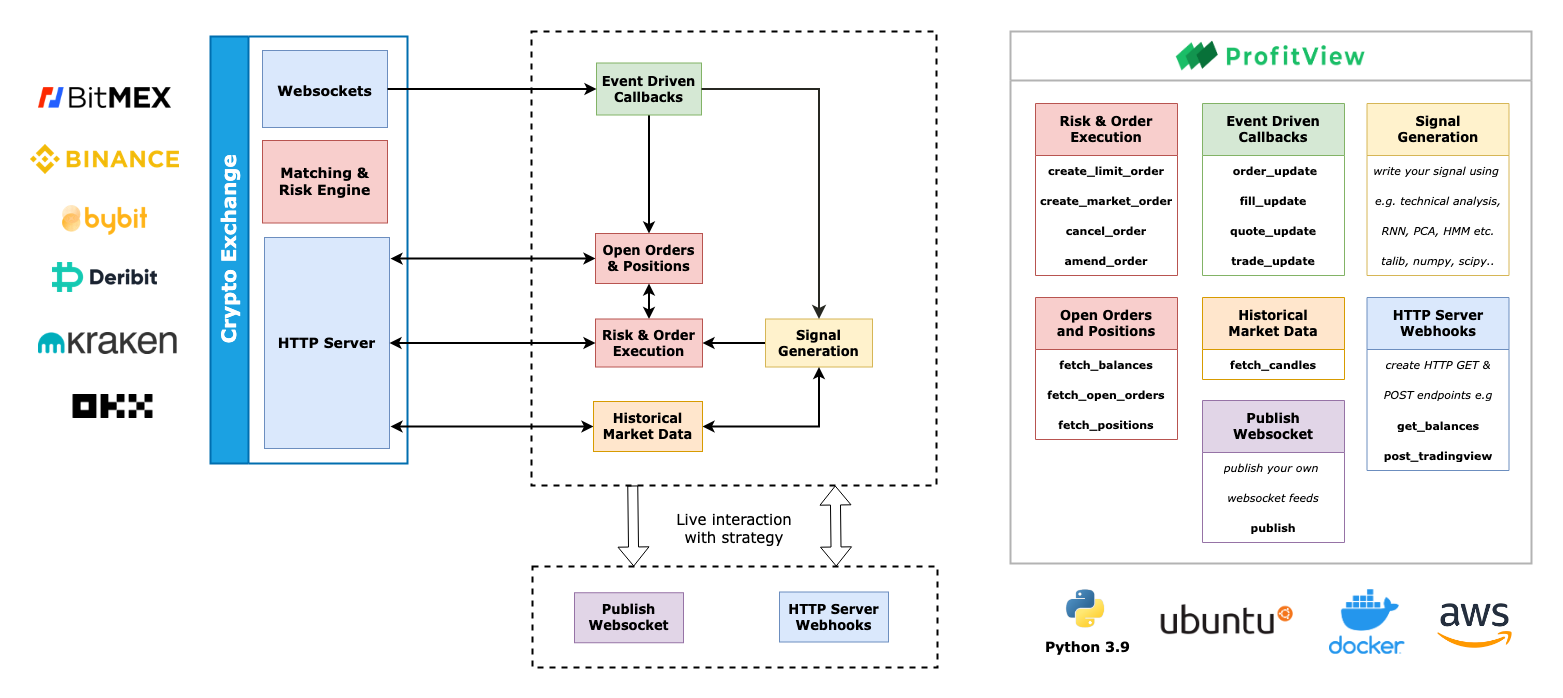 BitMEX
BINANCE
bybit
Deribit
kraken
OKX
Crypto Exchange
Websockets
Matching &
Risk Engine
HTTP Server
Event Driven
Callbacks
Open Orders
& Positions
Risk & Order
Execution
Signal
Generation
Historical
Market Data
Live interaction
with strategy
Publish
Websocket
HTTP Server
Webhooks
ProfitView
Risk & Order
Execution
create_limit_order
create_market_order
cancel_order
amend_order
Event Driven
Callbacks
order_update
fill_update
quote_update
trade_update
Signal
Generation
write your signal using
e.g. technical analysis,
RNN, PCA, HMM etc.
talib, numpy, scipy..
Open Orders
and Positions
fetch_balances
fetch_open_orders
fetch_positions
Historical
Market Data
fetch_candles
Publish
Websocket
publish your own
websocket feeds
publish
HTTP Server
Webhooks
create HTTP GET &
POST endpoints e.g
get_balances
post_tradingview
Python 3.9
ubuntu
docker
aws